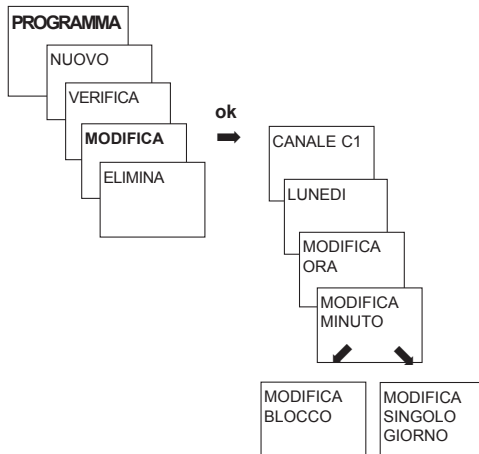 PROGRAMMA
NUOVO
VERIFICA
MODIFICA
ELIMINA
ok
CANALE C1
LUNEDI
MODIFICA
ORA
MODIFICA
MINUTO
MODIFICA
BLOCCO
MODIFICA
SINGOLO
GIORNO